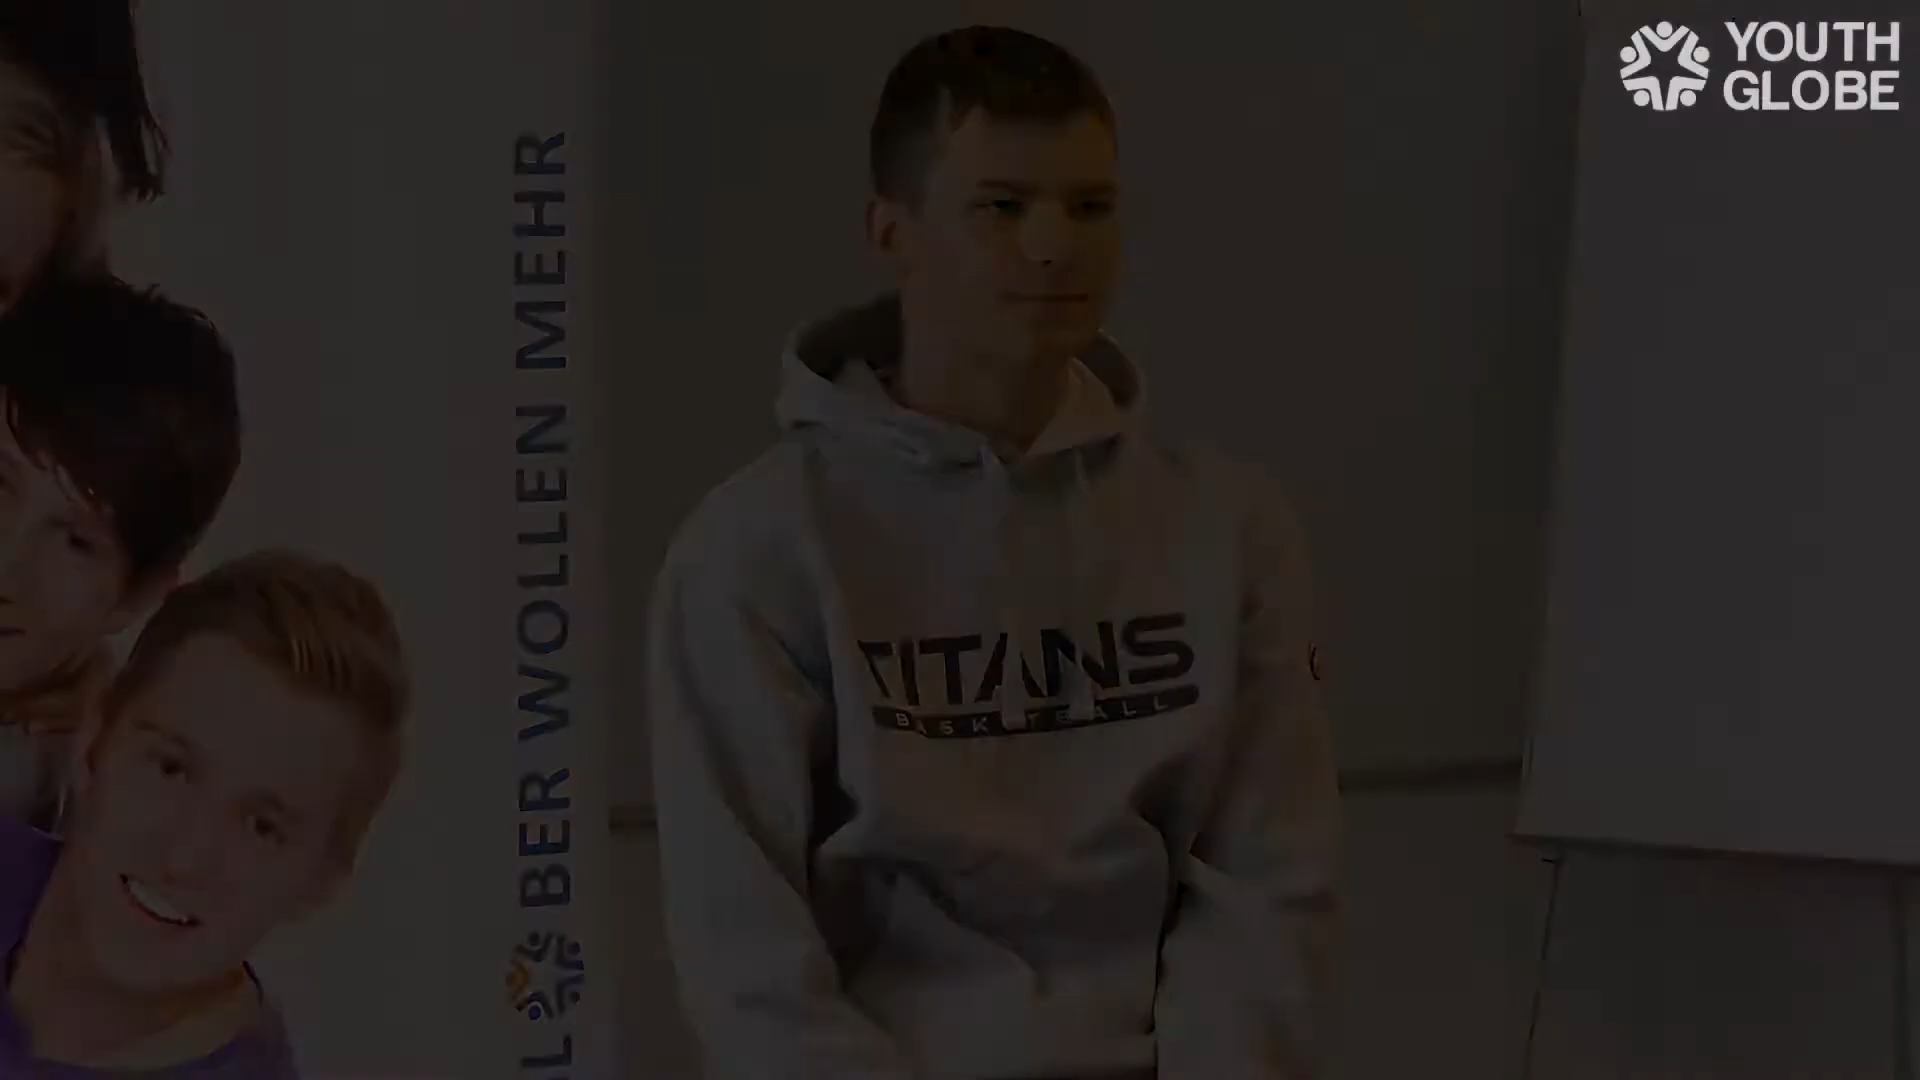 YOUTH
GLOBE
BER WOLLEN MEHR
TITANS
BASKETBALL